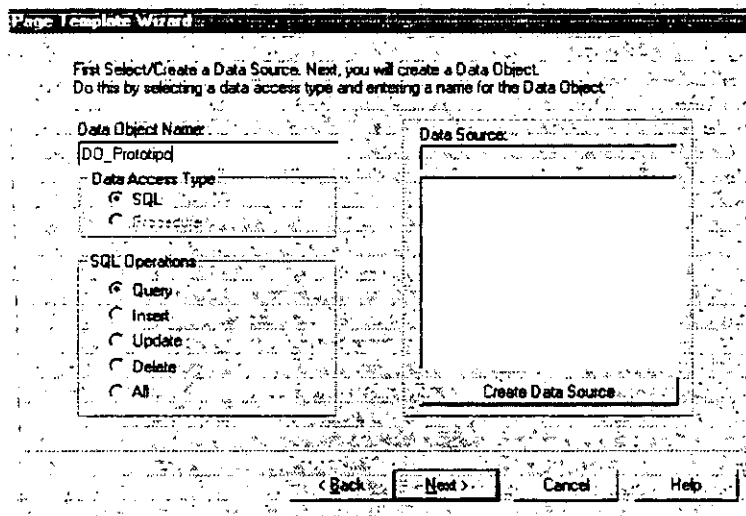 Page Template Wizard
First Select/Create a Data Source. Next, you will create a Data Object.
Do this by selecting a data access type and entering a name for the Data Object.
Data Object Name:
DO_Prototipo
Data Access Type
SQL
Procedure
SQL Operations
Query
Insert
Update
Delete
All
Data Source:
Create Data Source
< Back
Next >
Cancel
Help